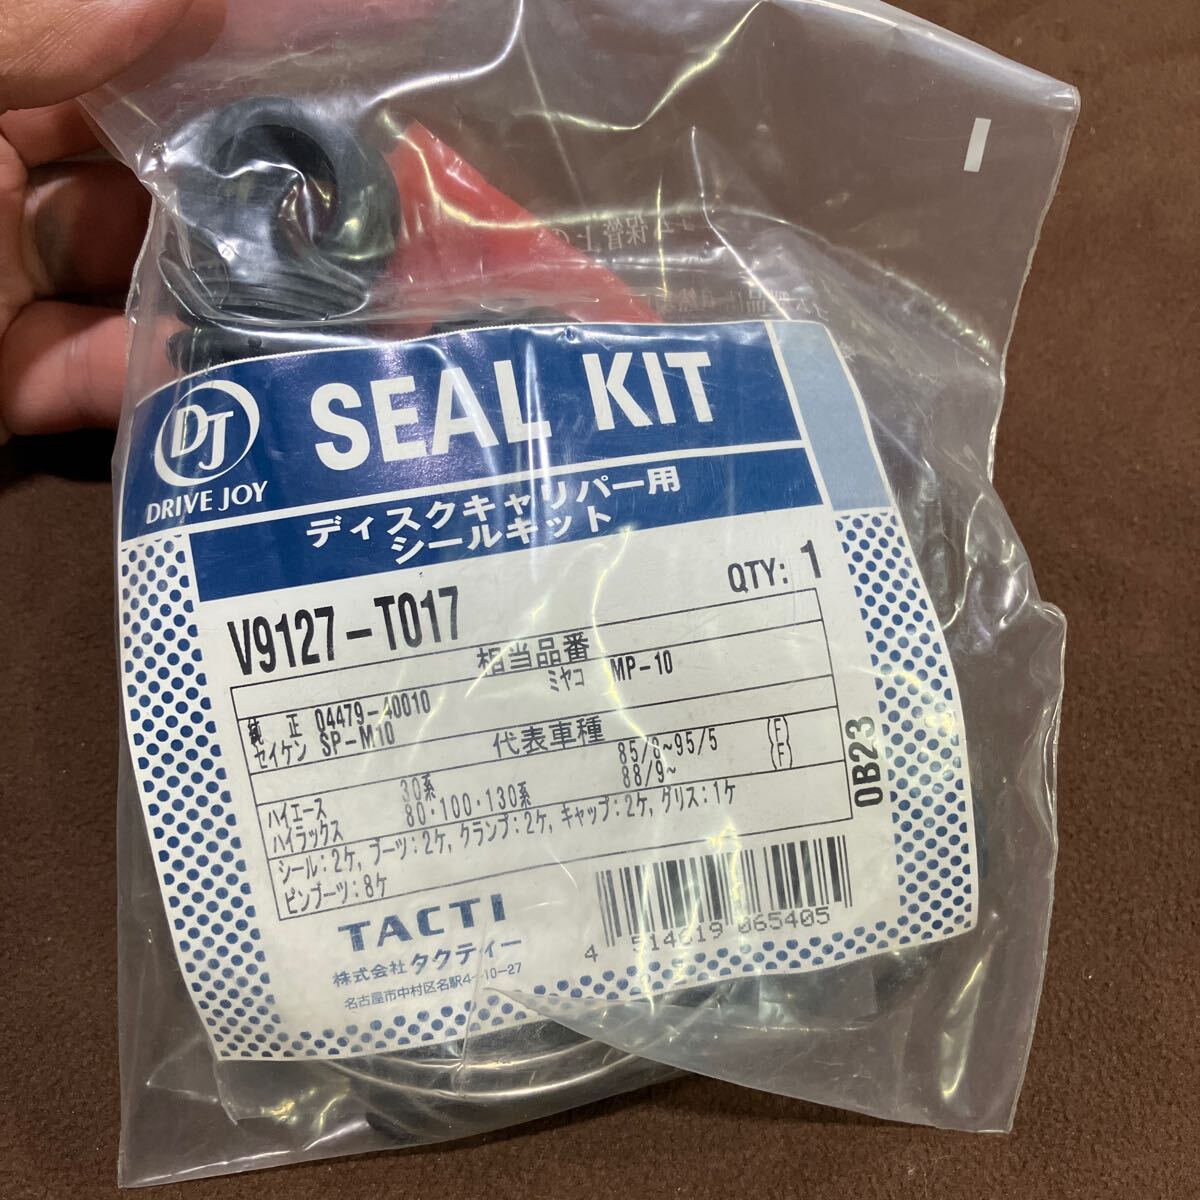 DJ
DRIVE JOY
SEAL KIT
ディスクキャリパー用
シールキット
V9127-T017
QTY: 1
相当品番
純 正 04479-40010
ミヤコ MP-10
セイケン SP-M10
代表車種
ハイエース 30系 85/8~95/5 (F)
ハイラックス 80・100・130系 88/9~ (F)
シール:2ケ, ブーツ:2ケ, クランプ:2ケ, キャップ:2ケ, グリス:1ケ
ピンブーツ:8ケ
0B23
TACTI
株式会社 タクティー
名古屋市中村区名駅4-10-27
4 514619 065405